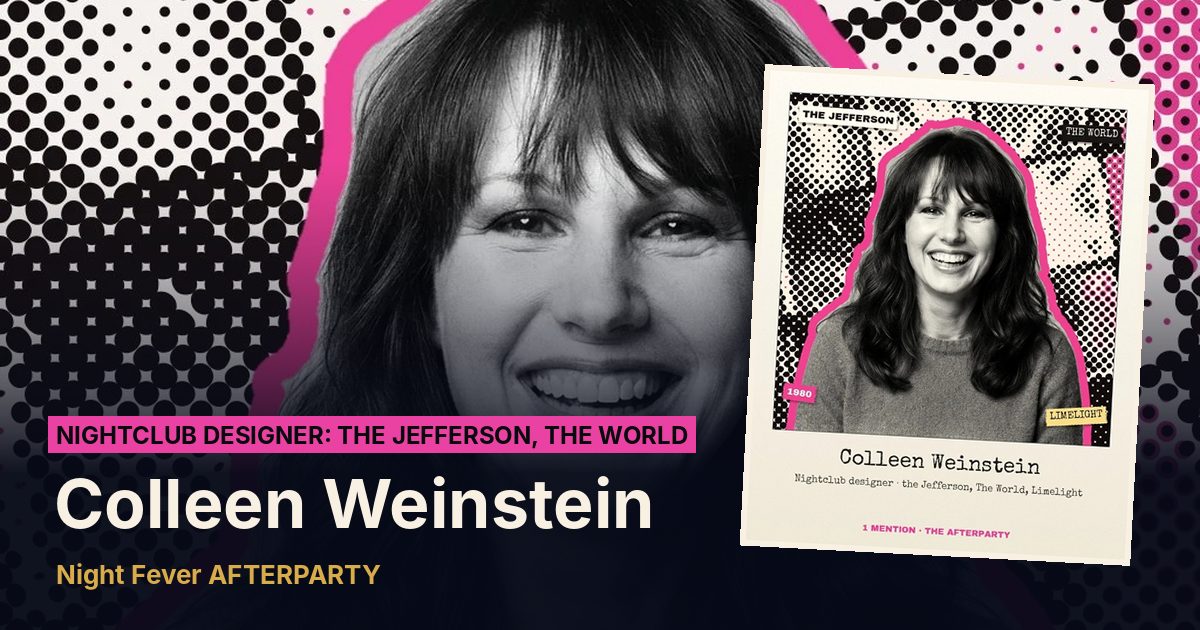 NIGHTCLUB DESIGNER: THE JEFFERSON, THE WORLD
Colleen Weinstein
Night Fever AFTERPARTY
THE JEFFERSON
THE WORLD
1980
LIMELIGHT
Colleen Weinstein
Nightclub designer · the Jefferson, The World, Limelight
1 MENTION · THE AFTERPARTY